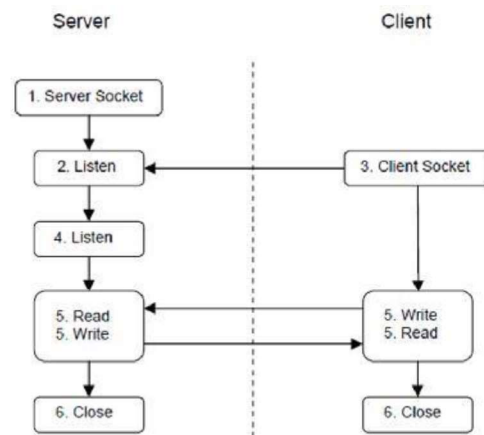 Server
Client
1. Server Socket
2. Listen
3. Client Socket
4. Listen
5. Read
5. Write
5. Write
5. Read
6. Close
6. Close